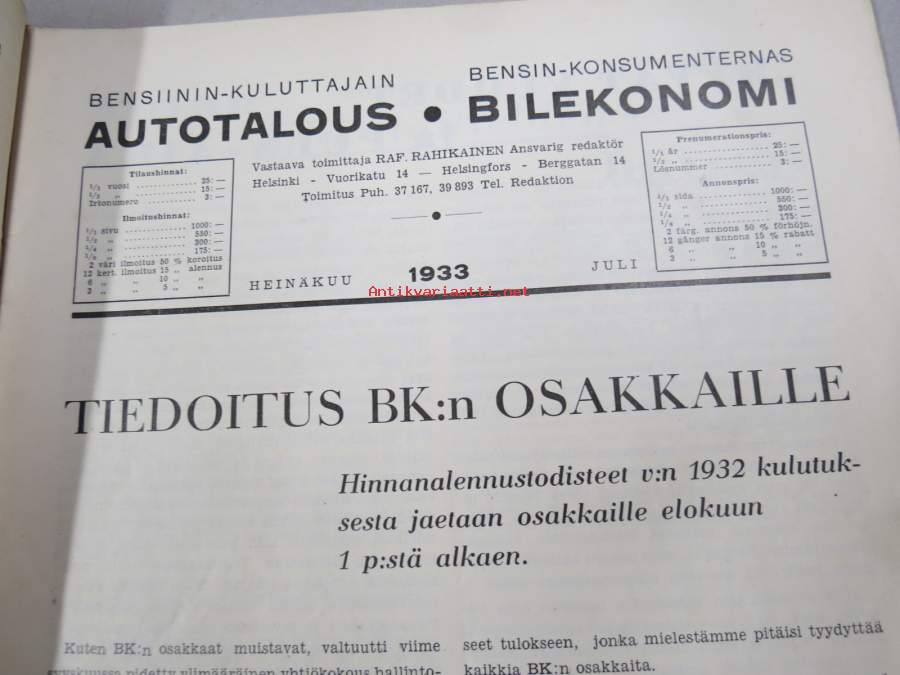 BENSIININ-KULUTTAJAIN BENSIN-KONSUMENTERNAS
AUTOTALOUS • BILEKONOMI
Tilaushinnat:
1/1 vuosi ............ 25: —
1/2 „ ............ 15: —
Irtonumero ............ 3: —
Ilmoitushinnat:
1/1 sivu ............ 1000: —
1/2 „ ............ 550: —
1/4 „ ............ 300: —
1/8 „ ............ 175: —
2 väri ilmoitus 50 % koroitus
12 kert. ilmoitus 15 „ alennus
6 „ „ 10 „ „
3 „ „ 5 „ „
Vastaava toimittaja RAF. RAHIKAINEN Ansvarig redaktör
Helsinki - Vuorikatu 14 — Helsingfors - Berggatan 14
Toimitus Puh. 37 167, 39 893 Tel. Redaktion
Prenumerationspris:
1/1 år ............ 25: —
1/2 „ ............ 15: —
Lösnummer ............ 3: —
Annonspris:
1/1 sida ............ 1000: —
1/2 „ ............ 550: —
1/4 „ ............ 300: —
1/8 „ ............ 175: —
2 färg. annons 50 % förhöjn.
12 gånger annons 15 % rabatt
6 „ „ 10 „ „
3 „ „ 5 „ „
HEINÄKUU 1933 JULI
Antikvariaatti.net
TIEDOITUS BK:n OSAKKAILLE
Hinnanalennustodisteet v:n 1932 kulutuk-
sesta jaetaan osakkaille elokuun
1 p:stä alkaen.
Kuten BK:n osakkaat muistavat, valtuutti viime
syyskuussa pidetty ylimääräinen yhtiökokous hallinto-
seet tulokseen, jonka mielestämme pitäisi tyydyttää
kaikkia BK:n osakkaita.